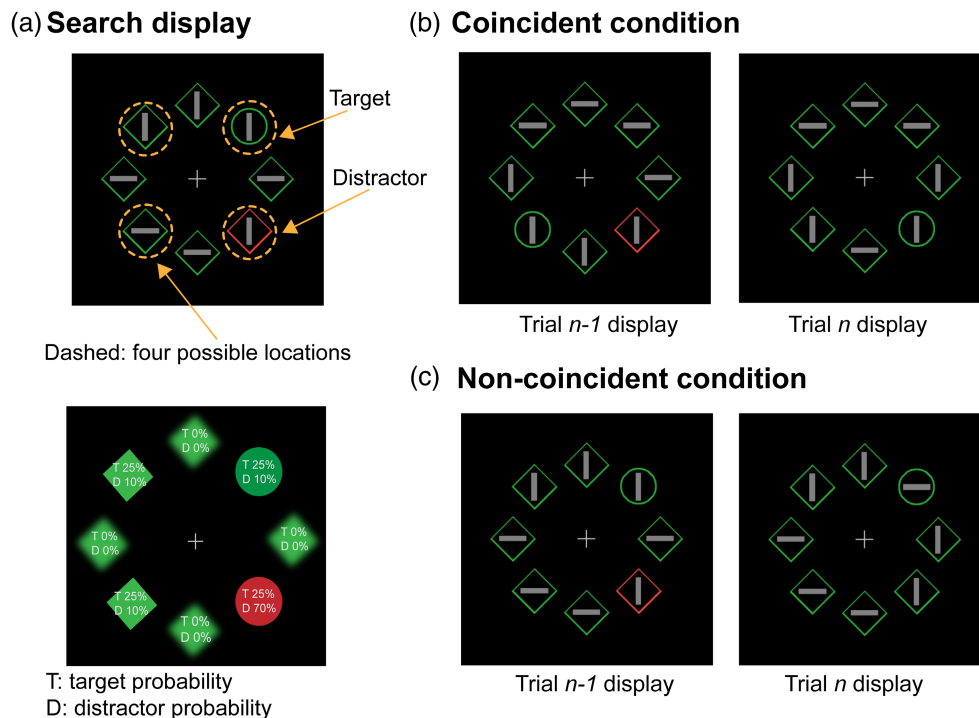 (a) Search display
Target
Distractor
Dashed: four possible locations
T 0%
D 0%
T 25%
D 10%
T 25%
D 10%
T 0%
D 0%
T 0%
D 0%
T 25%
D 10%
T 25%
D 70%
T 0%
D 0%
T: target probability
D: distractor probability
(b) Coincident condition
Trial n-1 display
Trial n display
(c) Non-coincident condition
Trial n-1 display
Trial n display